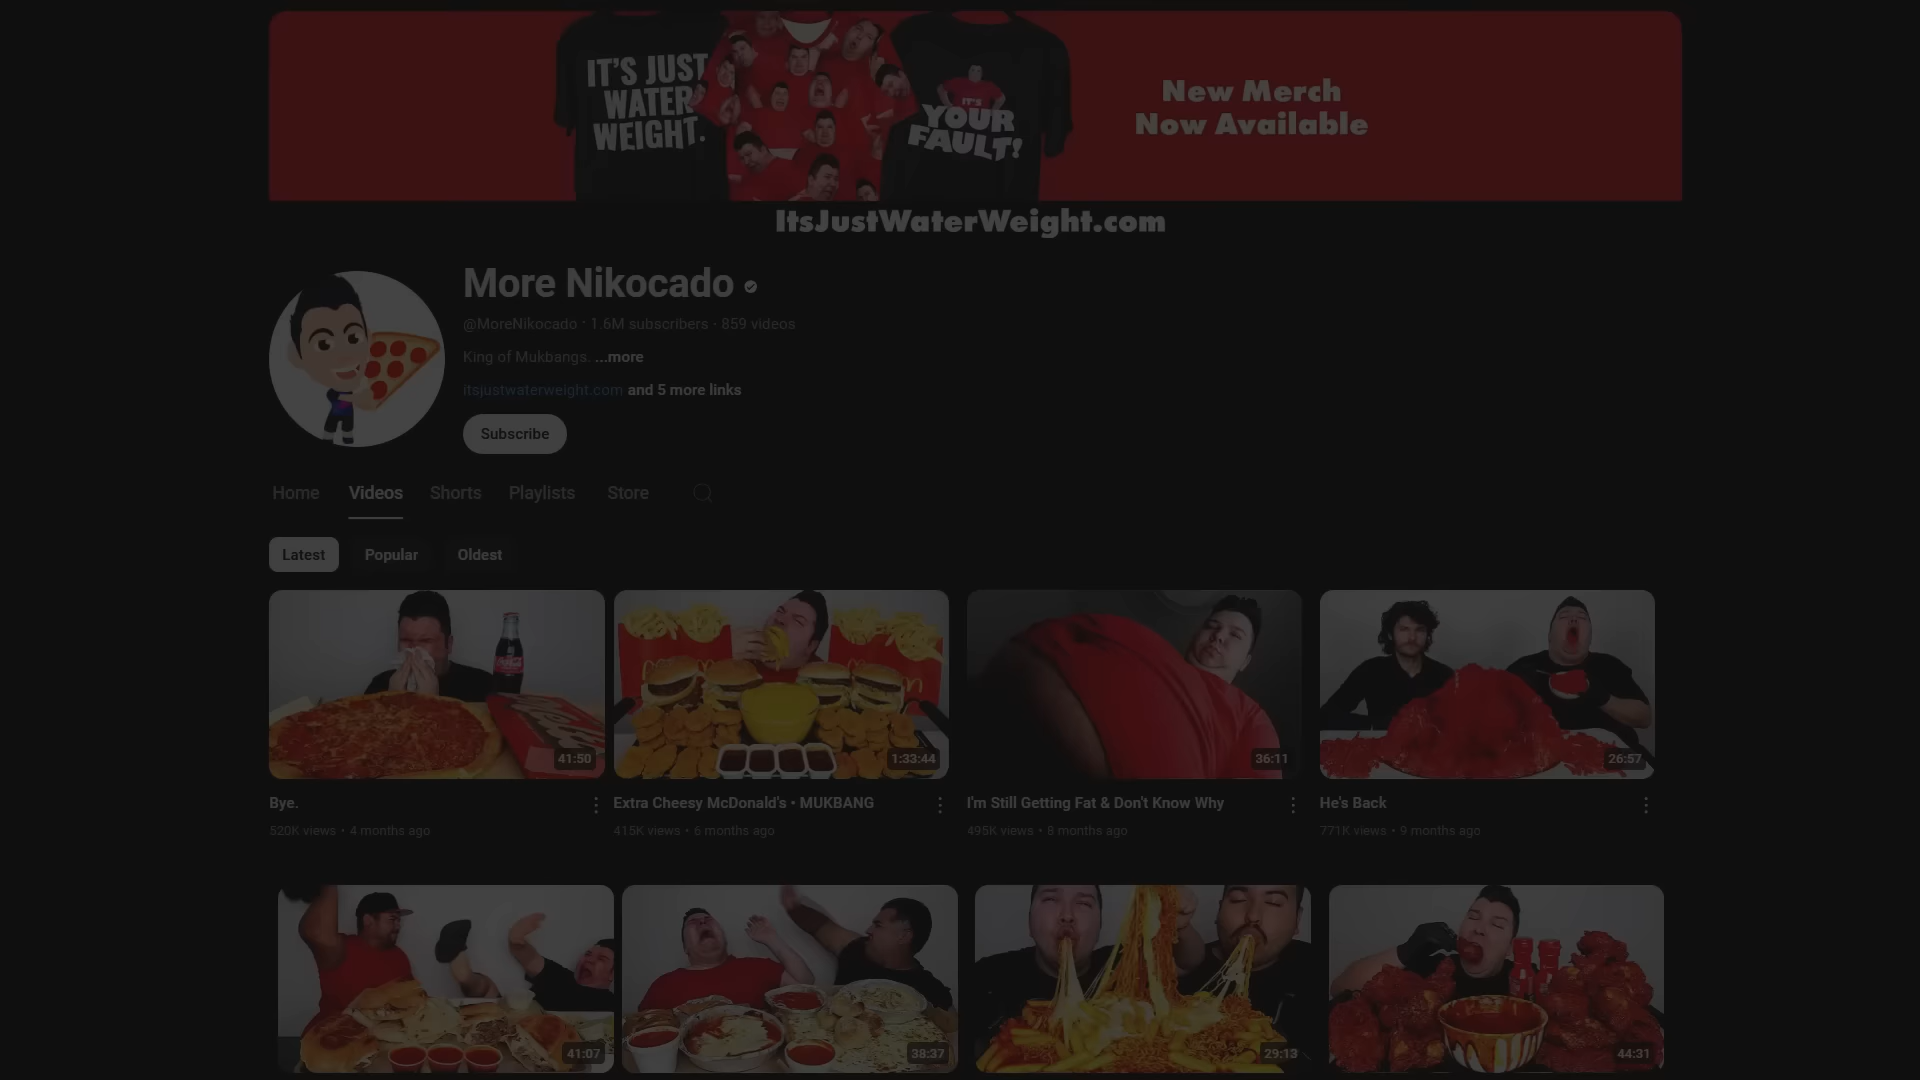 IT'S JUST
WATER
WEIGHT.
IT'S
YOUR
FAULT!
New Merch
Now Available
ItsJustWaterWeight.com
More Nikocado
@MoreNikocado · 1.6M subscribers · 859 videos
King of Mukbangs. ...more
itsjustwaterweight.com and 5 more links
Subscribe
Home Videos Shorts Playlists Store
Latest Popular Oldest
41:50 1:33:44 36:11 26:57
Bye. Extra Cheesy McDonald's • MUKBANG I'm Still Getting Fat & Don't Know Why He's Back
520K views • 4 months ago 415K views • 6 months ago 495K views • 8 months ago 771K views • 9 months ago
41:07 38:37 29:13 44:31